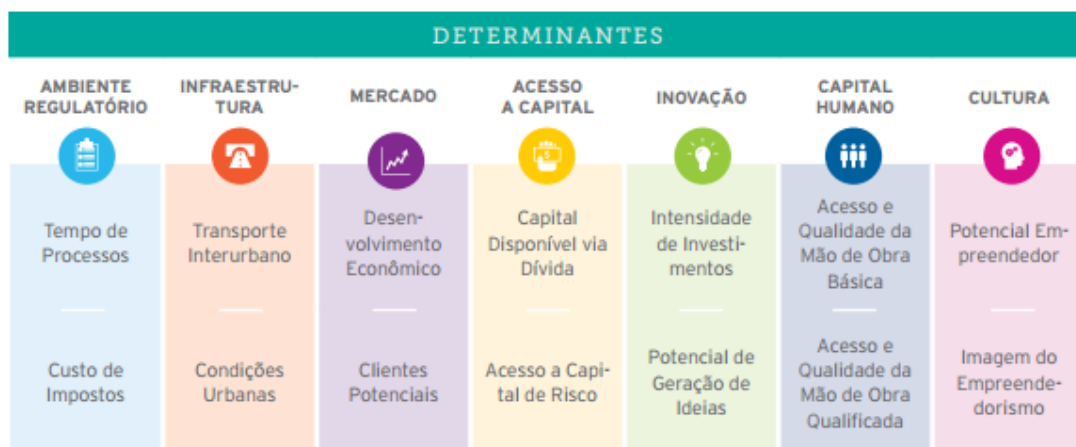 DETERMINANTES
AMBIENTE
REGULATÓRIO
INFRAESTRU-
TURA
MERCADO
ACESSO
A CAPITAL
INOVAÇÃO
CAPITAL
HUMANO
CULTURA
Tempo de
Processos
Transporte
Interurbano
Desen-
volvimento
Econômico
Capital
Disponível via
Dívida
Intensidade
de Investi-
mentos
Acesso e
Qualidade da
Mão de Obra
Básica
Potencial Em-
preendedor
Custo de
Impostos
Condições
Urbanas
Clientes
Potenciais
Acesso a Capi-
tal de Risco
Potencial de
Geração de
Ideias
Acesso e
Qualidade da
Mão de Obra
Qualificada
Imagem do
Empreende-
dorismo